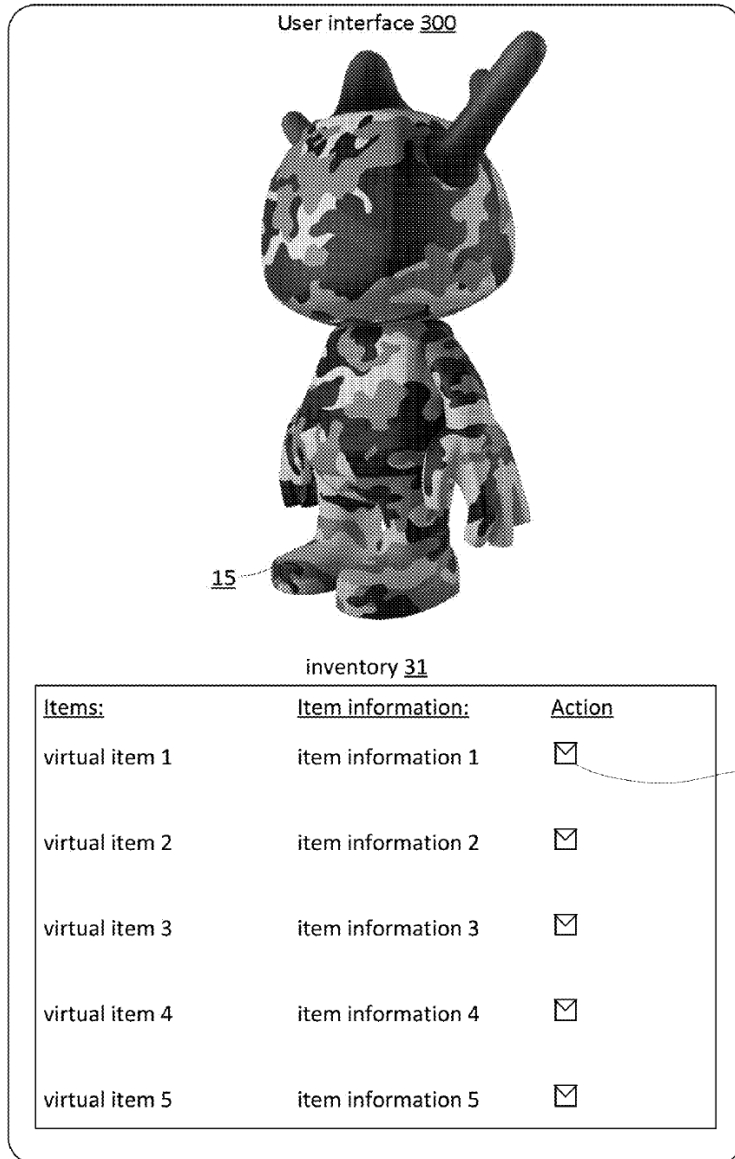 User interface 300
15
inventory 31
Items: Item information: Action
virtual item 1 item information 1
virtual item 2 item information 2
virtual item 3 item information 3
virtual item 4 item information 4
virtual item 5 item information 5